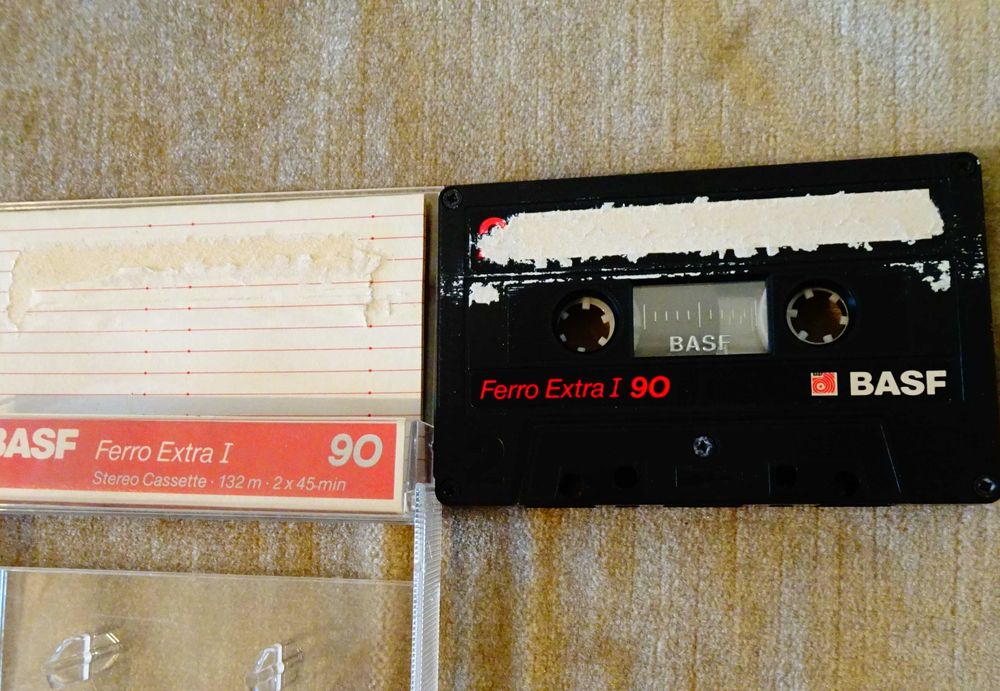 BASF
Ferro Extra I 90
BASF
BASF Ferro Extra I 90
Stereo Cassette · 132 m · 2 x 45 min